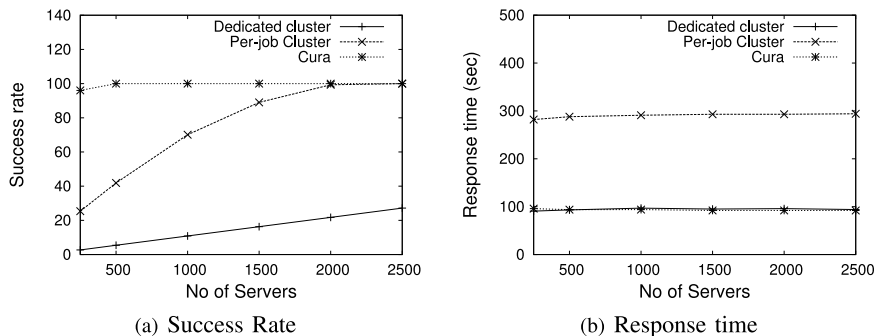 Success rate
140
120
100
80
60
40
20
0
Dedicated cluster
Per-job Cluster
Cura
500
1000
1500
2000
2500
No of Servers
(a) Success Rate
Response time (sec)
500
400
300
200
100
0
Dedicated cluster
Per-job Cluster
Cura
500
1000
1500
2000
2500
No of Servers
(b) Response time